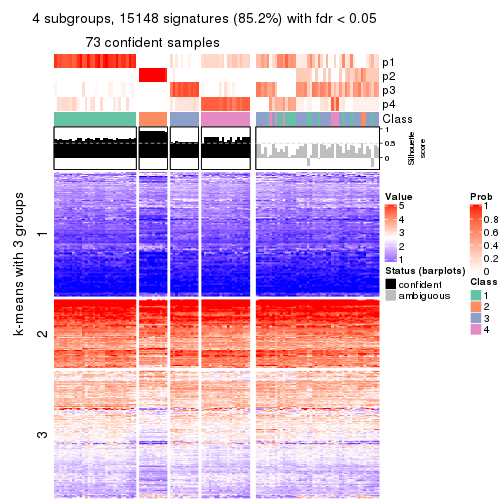 4 subgroups, 15148 signatures (85.2%) with fdr < 0.05
73 confident samples
p1
p2
p3
p4
Class
1
0.5
0
Silhouette
score
k-means with 3 groups
1
2
3
Value
5
4
3
2
1
Status (barplots)
confident
ambiguous
Prob
1
0.8
0.6
0.4
0.2
0
Class
1
2
3
4